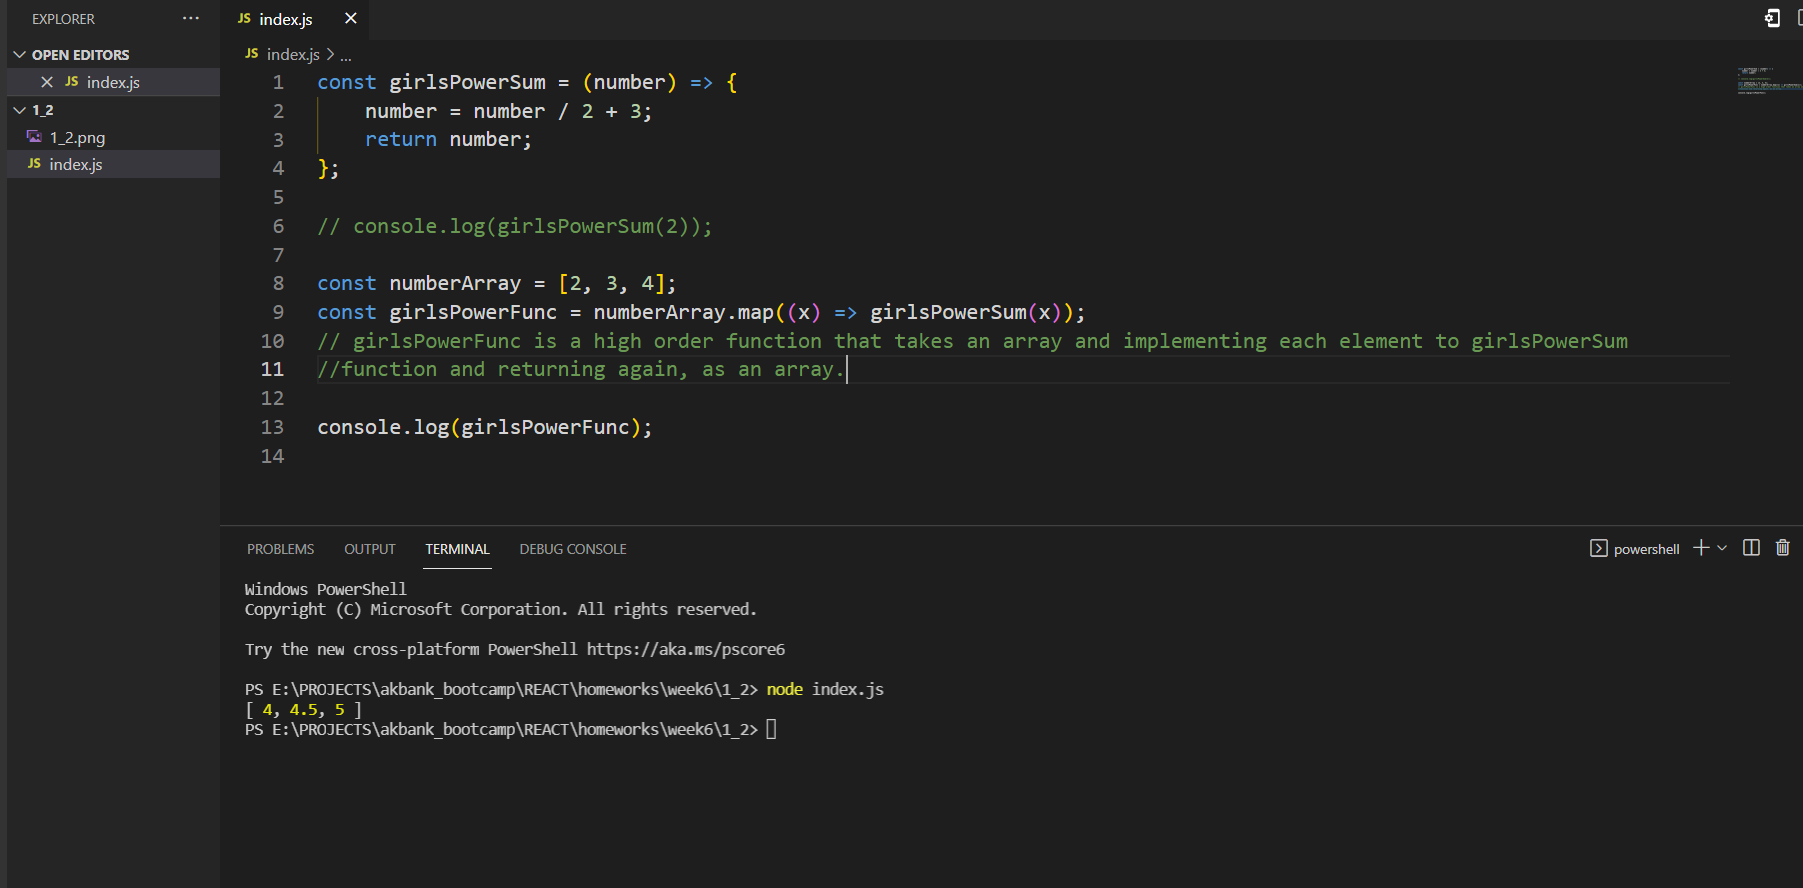 EXPLORER ...
OPEN EDITORS
JS index.js
1_2
1_2.png
JS index.js
JS index.js
JS index.js > ...
1 const girlsPowerSum = (number) => {
2 number = number / 2 + 3;
3 return number;
4 };
5
6 // console.log(girlsPowerSum(2));
7
8 const numberArray = [2, 3, 4];
9 const girlsPowerFunc = numberArray.map((x) => girlsPowerSum(x));
10 // girlsPowerFunc is a high order function that takes an array and implementing each element to girlsPowerSum
11 //function and returning again, as an array.
12
13 console.log(girlsPowerFunc);
14
PROBLEMS OUTPUT TERMINAL DEBUG CONSOLE powershell
Windows PowerShell
Copyright (C) Microsoft Corporation. All rights reserved.
Try the new cross-platform PowerShell https://aka.ms/pscore6
PS E:\PROJECTS\akbank_bootcamp\REACT\homeworks\week6\1_2> node index.js
[ 4, 4.5, 5 ]
PS E:\PROJECTS\akbank_bootcamp\REACT\homeworks\week6\1_2>